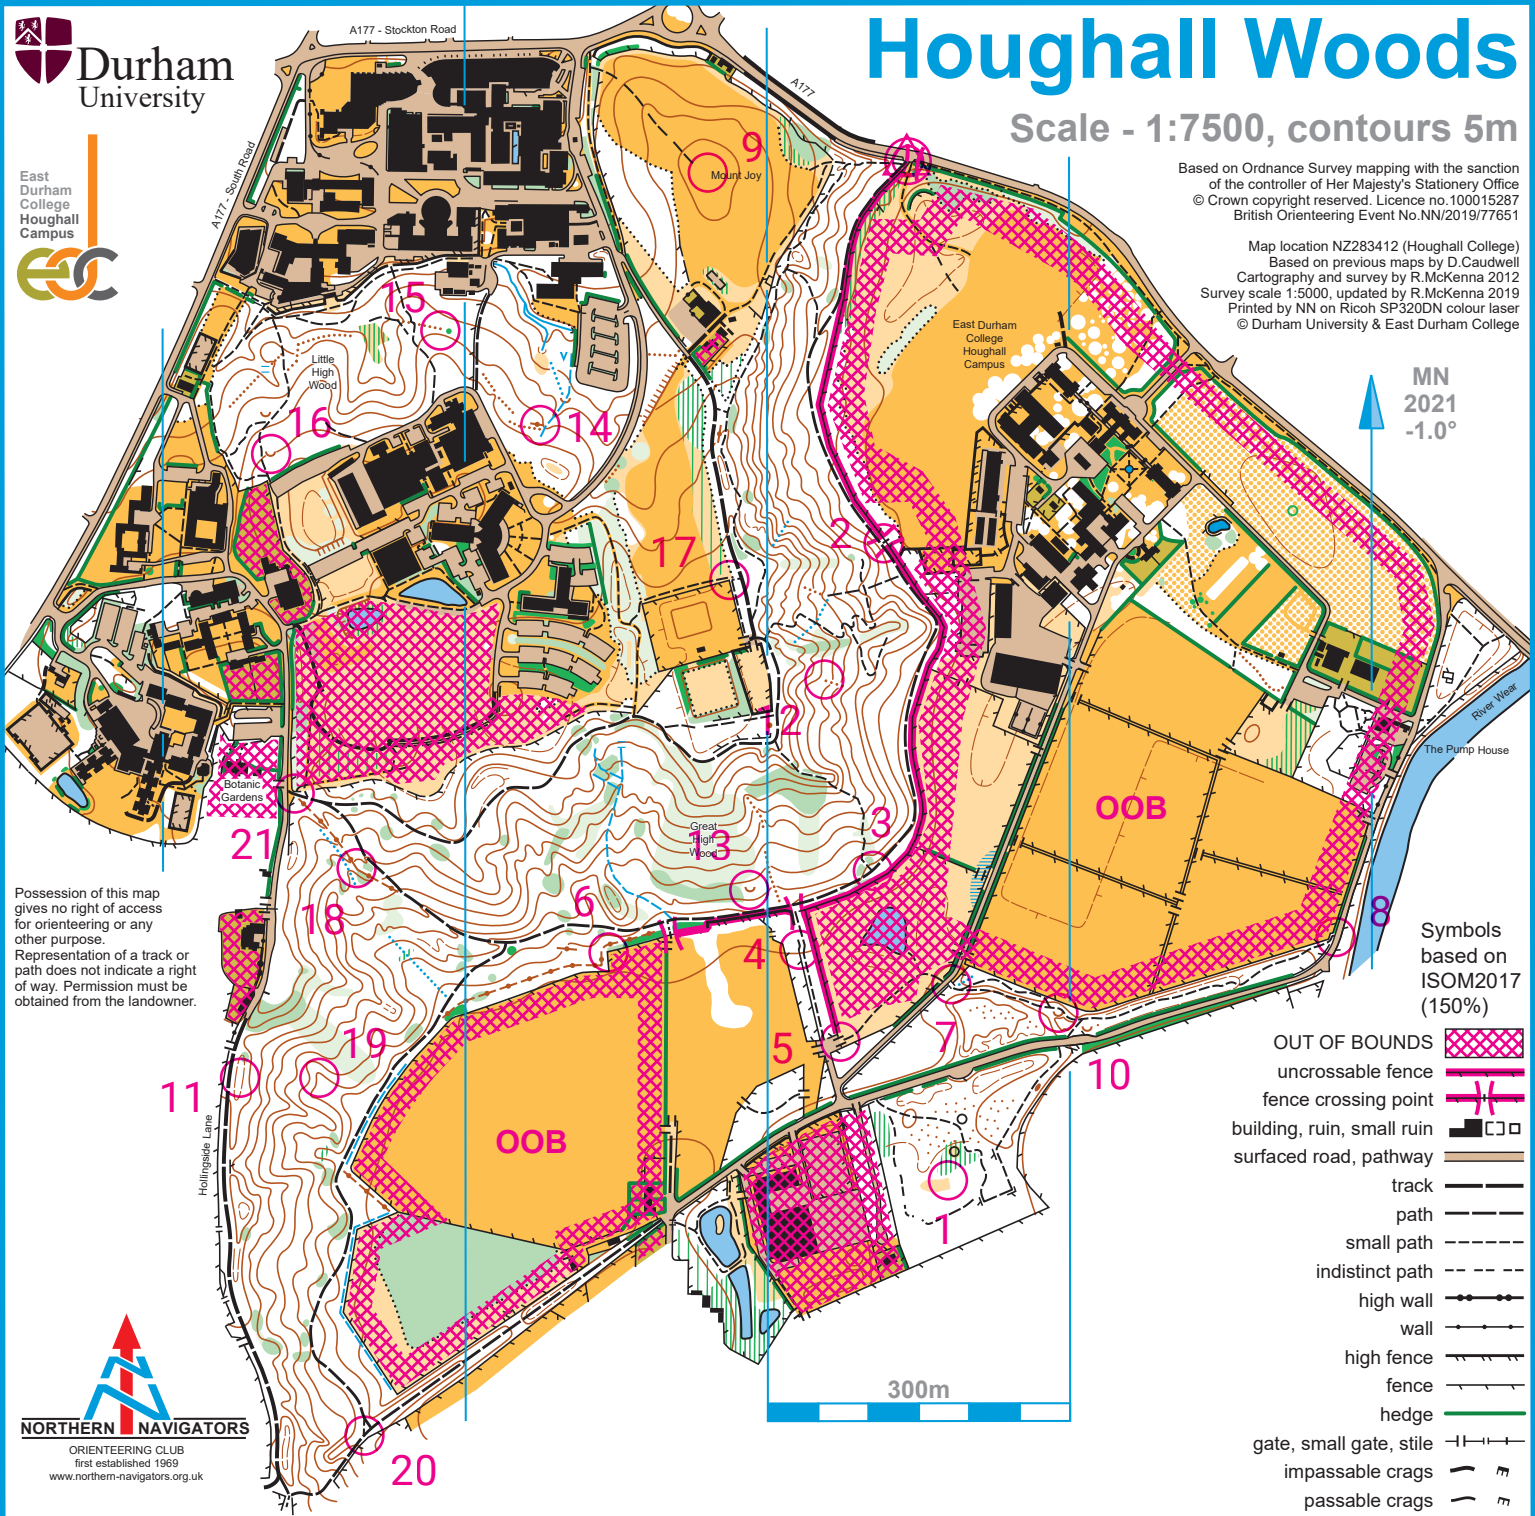 Durham
University
East
Durham
College
Houghall
Campus
edc
A177 - Stockton Road
A177 - South Road
A177
Houghall Woods
Scale - 1:7500, contours 5m
Based on Ordnance Survey mapping with the sanction
of the controller of Her Majesty's Stationery Office
© Crown copyright reserved. Licence no.100015287
British Orienteering Event No.NN/2019/77651
Map location NZ283412 (Houghall College)
Based on previous maps by D.Caudwell
Cartography and survey by R.McKenna 2012
Survey scale 1:5000, updated by R.McKenna 2019
Printed by NN on Ricoh SP320DN colour laser
© Durham University & East Durham College
MN
2021
-1.0°
9
Mount Joy
15
Little
High
Wood
16
14
East Durham
College
Houghall
Campus
2
17
12
River Wear
The Pump House
Botanic
Gardens
21
OOB
Great
High
Wood
13
3
18
6
4
8
Possession of this map
gives no right of access
for orienteering or any
other purpose.
Representation of a track or
path does not indicate a right
of way. Permission must be
obtained from the landowner.
19
5
7
10
11
Hollingside Lane
OOB
1
20
300m
NORTHERN NAVIGATORS
ORIENTEERING CLUB
first established 1969
www.northern-navigators.org.uk
Symbols
based on
ISOM2017
(150%)
OUT OF BOUNDS
uncrossable fence
fence crossing point
building, ruin, small ruin
surfaced road, pathway
track
path
small path
indistinct path
high wall
wall
high fence
fence
hedge
gate, small gate, stile
impassable crags
passable crags